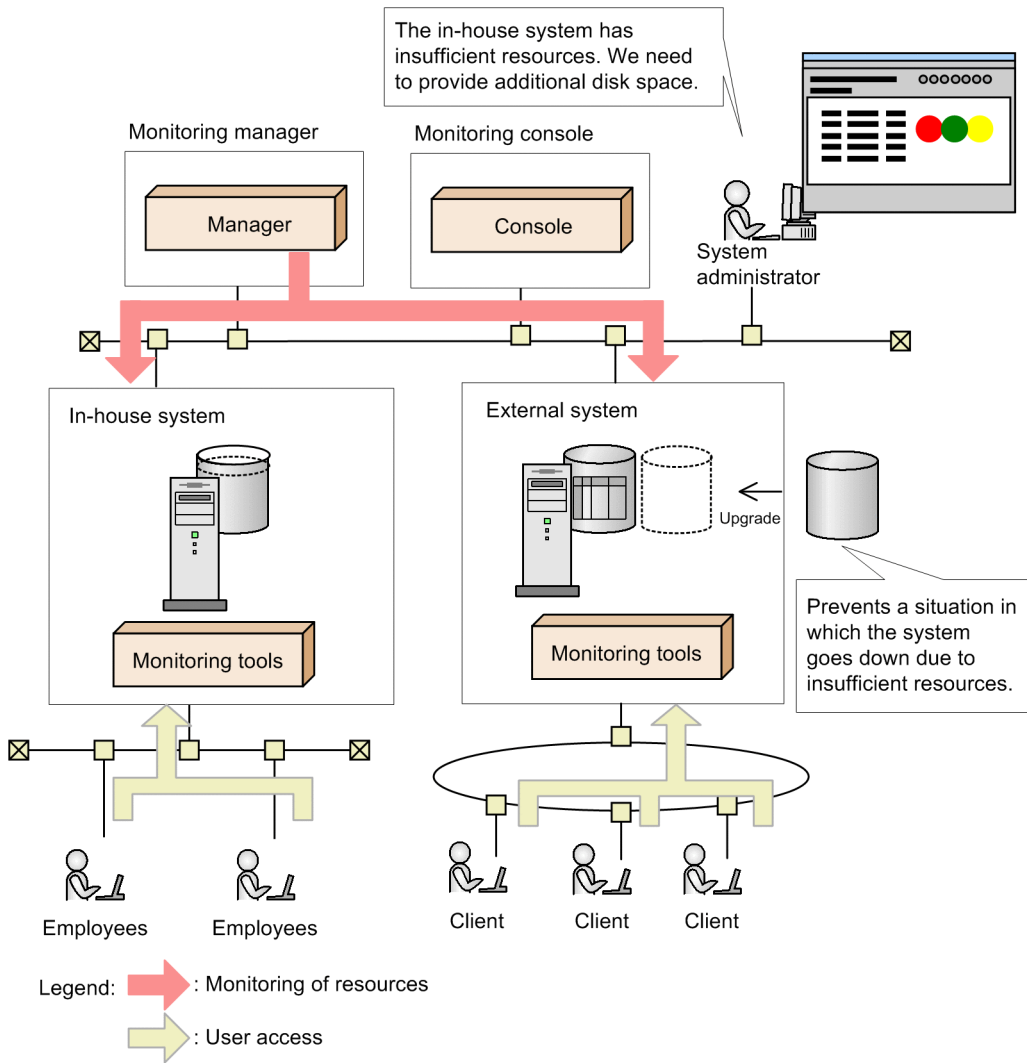 The in-house system has
insufficient resources. We need
to provide additional disk space.
Monitoring manager
Monitoring console
Manager
Console
System
administrator
In-house system
External system
Upgrade
Monitoring tools
Monitoring tools
Prevents a situation in
which the system
goes down due to
insufficient resources.
Employees
Employees
Client
Client
Client
Legend:
: Monitoring of resources
: User access